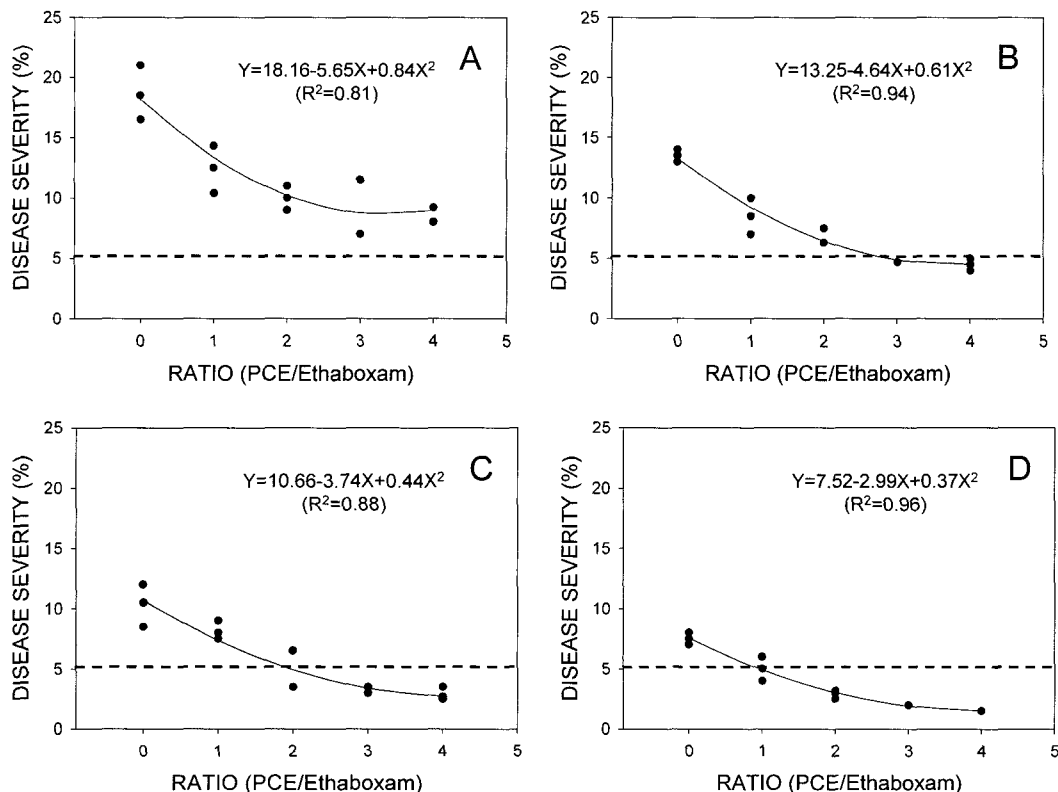 A
Y=18.16-5.65X+0.84X²
(R²=0.81)
DISEASE SEVERITY (%)
25
20
15
10
5
0
0 1 2 3 4 5
RATIO (PCE/Ethaboxam)
B
Y=13.25-4.64X+0.61X²
(R²=0.94)
DISEASE SEVERITY (%)
25
20
15
10
5
0
0 1 2 3 4 5
RATIO (PCE/Ethaboxam)
C
Y=10.66-3.74X+0.44X²
(R²=0.88)
DISEASE SEVERITY (%)
25
20
15
10
5
0
0 1 2 3 4 5
RATIO (PCE/Ethaboxam)
D
Y=7.52-2.99X+0.37X²
(R²=0.96)
DISEASE SEVERITY (%)
25
20
15
10
5
0
0 1 2 3 4 5
RATIO (PCE/Ethaboxam)